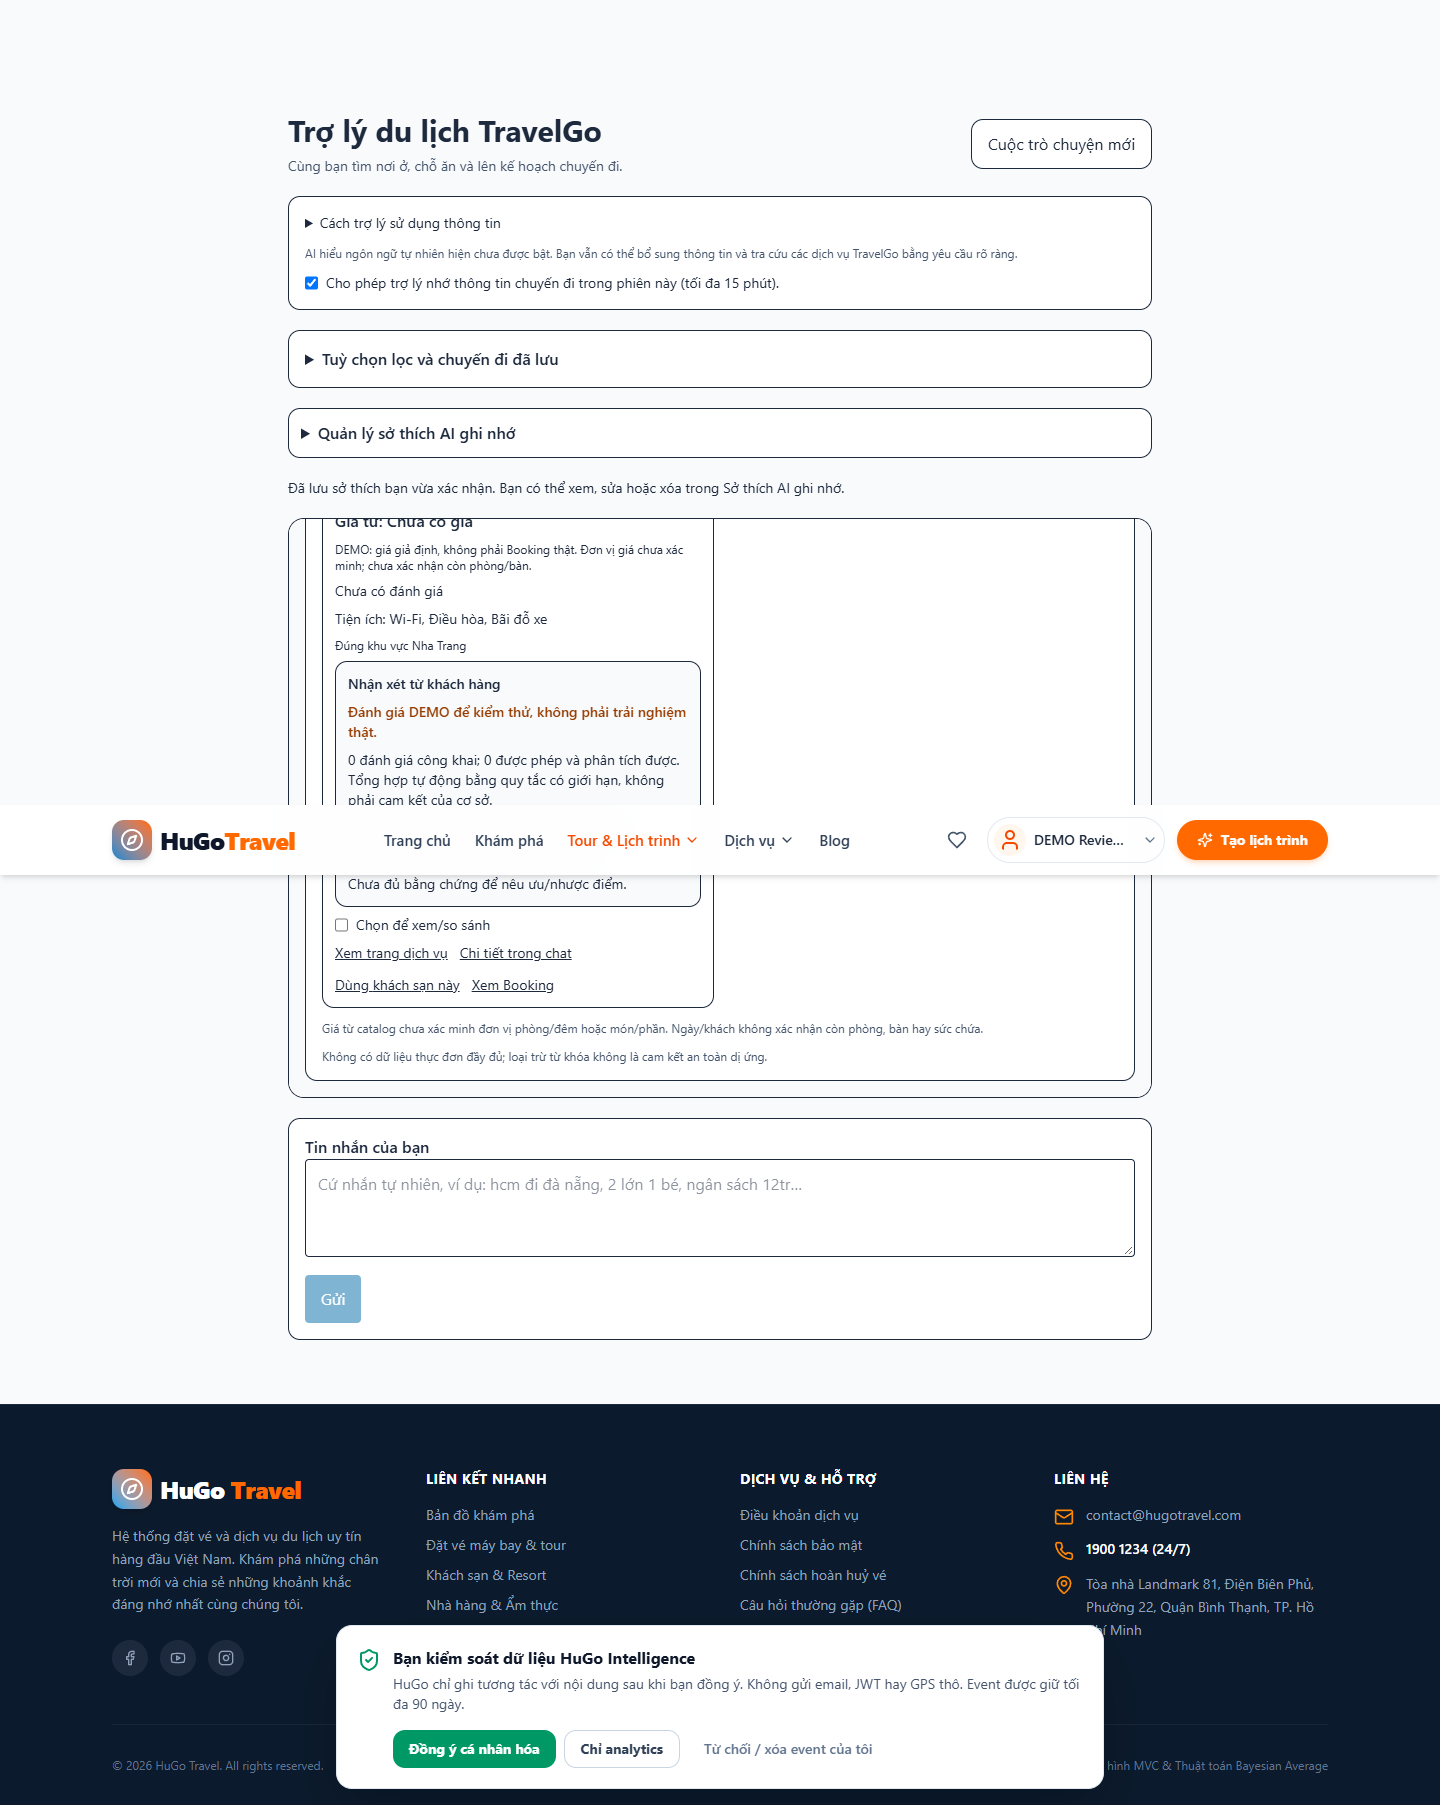 Trợ lý du lịch TravelGo
Cùng bạn tìm nơi ở, chỗ ăn và lên kế hoạch chuyến đi.
Cuộc trò chuyện mới
Cách trợ lý sử dụng thông tin
AI hiểu ngôn ngữ tự nhiên hiện chưa được bật. Bạn vẫn có thể bổ sung thông tin và tra cứu các dịch vụ TravelGo bằng yêu cầu rõ ràng.
Cho phép trợ lý nhớ thông tin chuyến đi trong phiên này (tối đa 15 phút).
Tuỳ chọn lọc và chuyến đi đã lưu
Quản lý sở thích AI ghi nhớ
Đã lưu sở thích bạn vừa xác nhận. Bạn có thể xem, sửa hoặc xóa trong Sở thích AI ghi nhớ.
Giá từ: Chưa có giá
DEMO: giá giả định, không phải Booking thật. Đơn vị giá chưa xác
minh; chưa xác nhận còn phòng/bàn.
Chưa có đánh giá
Tiện ích: Wi-Fi, Điều hòa, Bãi đỗ xe
Đúng khu vực Nha Trang
Nhận xét từ khách hàng
Đánh giá DEMO để kiểm thử, không phải trải nghiệm
thật.
0 đánh giá công khai; 0 được phép và phân tích được.
Tổng hợp tự động bằng quy tắc có giới hạn, không
phải cam kết của cơ sở.
HuGoTravel
Trang chủ
Khám phá
Tour & Lịch trình
Dịch vụ
Blog
DEMO Revie...
Tạo lịch trình
Chưa đủ bằng chứng để nêu ưu/nhược điểm.
Chọn để xem/so sánh
Xem trang dịch vụ Chi tiết trong chat
Dùng khách sạn này Xem Booking
Giá từ catalog chưa xác minh đơn vị phòng/đêm hoặc món/phần. Ngày/khách không xác nhận còn phòng, bàn hay sức chứa.
Không có dữ liệu thực đơn đầy đủ; loại trừ từ khóa không là cam kết an toàn dị ứng.
Tin nhắn của bạn
Cứ nhắn tự nhiên, ví dụ: hcm đi đà nẵng, 2 lớn 1 bé, ngân sách 12tr...
Gửi
HuGo Travel
Hệ thống đặt vé và dịch vụ du lịch uy tín
hàng đầu Việt Nam. Khám phá những chân
trời mới và chia sẻ những khoảnh khắc
đáng nhớ nhất cùng chúng tôi.
LIÊN KẾT NHANH
Bản đồ khám phá
Đặt vé máy bay & tour
Khách sạn & Resort
Nhà hàng & Ẩm thực
DỊCH VỤ & HỖ TRỢ
Điều khoản dịch vụ
Chính sách bảo mật
Chính sách hoàn huỷ vé
Câu hỏi thường gặp (FAQ)
LIÊN HỆ
contact@hugotravel.com
1900 1234 (24/7)
Tòa nhà Landmark 81, Điện Biên Phủ,
Phường 22, Quận Bình Thạnh, TP. Hồ
Chí Minh
Bạn kiểm soát dữ liệu HuGo Intelligence
HuGo chỉ ghi tương tác với nội dung sau khi bạn đồng ý. Không gửi email, JWT hay GPS thô. Event được giữ tối
đa 90 ngày.
Đồng ý cá nhân hóa
Chỉ analytics
Từ chối / xóa event của tôi
© 2026 HuGo Travel. All rights reserved.
hình MVC & Thuật toán Bayesian Average